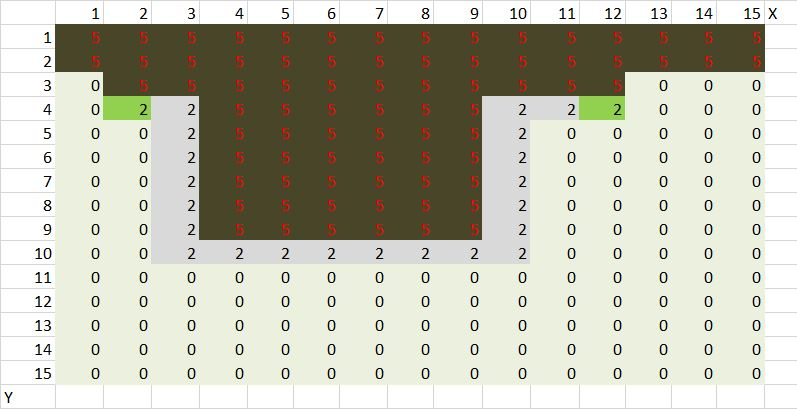 1 2 3 4 5 6 7 8 9 10 11 12 13 14 15 X
1 5 5 5 5 5 5 5 5 5 5 5 5 5 5 5
2 5 5 5 5 5 5 5 5 5 5 5 5 5 5 5
3 0 5 5 5 5 5 5 5 5 5 5 5 0 0 0
4 0 2 2 5 5 5 5 5 5 2 2 2 0 0 0
5 0 0 2 5 5 5 5 5 5 2 0 0 0 0 0
6 0 0 2 5 5 5 5 5 5 2 0 0 0 0 0
7 0 0 2 5 5 5 5 5 5 2 0 0 0 0 0
8 0 0 2 5 5 5 5 5 5 2 0 0 0 0 0
9 0 0 2 5 5 5 5 5 5 2 0 0 0 0 0
10 0 0 2 2 2 2 2 2 2 2 0 0 0 0 0
11 0 0 0 0 0 0 0 0 0 0 0 0 0 0 0
12 0 0 0 0 0 0 0 0 0 0 0 0 0 0 0
13 0 0 0 0 0 0 0 0 0 0 0 0 0 0 0
14 0 0 0 0 0 0 0 0 0 0 0 0 0 0 0
15 0 0 0 0 0 0 0 0 0 0 0 0 0 0 0
Y